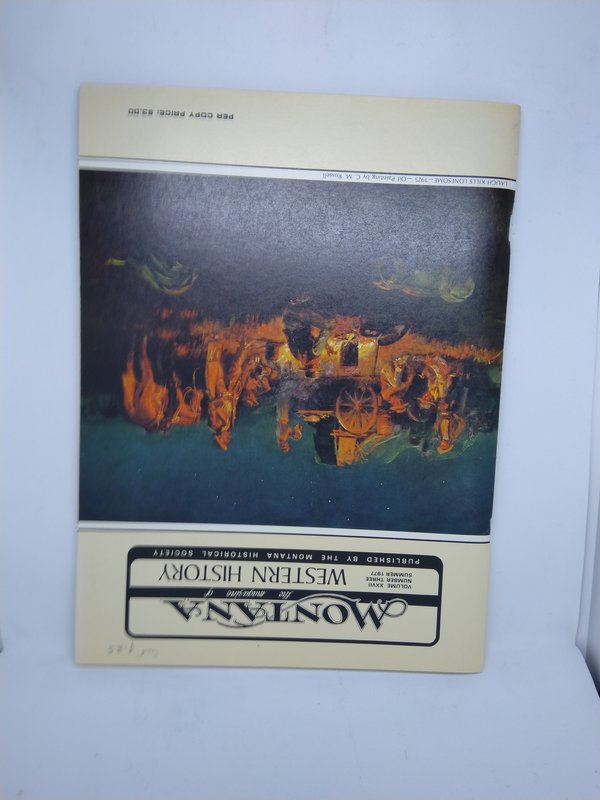 MONTANA
the magazine of
WESTERN HISTORY
VOLUME XXVII
NUMBER THREE
SUMMER 1977
PUBLISHED BY THE MONTANA HISTORICAL SOCIETY
LAUGH KILLS LONESOME—1925 — Oil Painting by C. M. Russell
PER COPY PRICE: $3.00